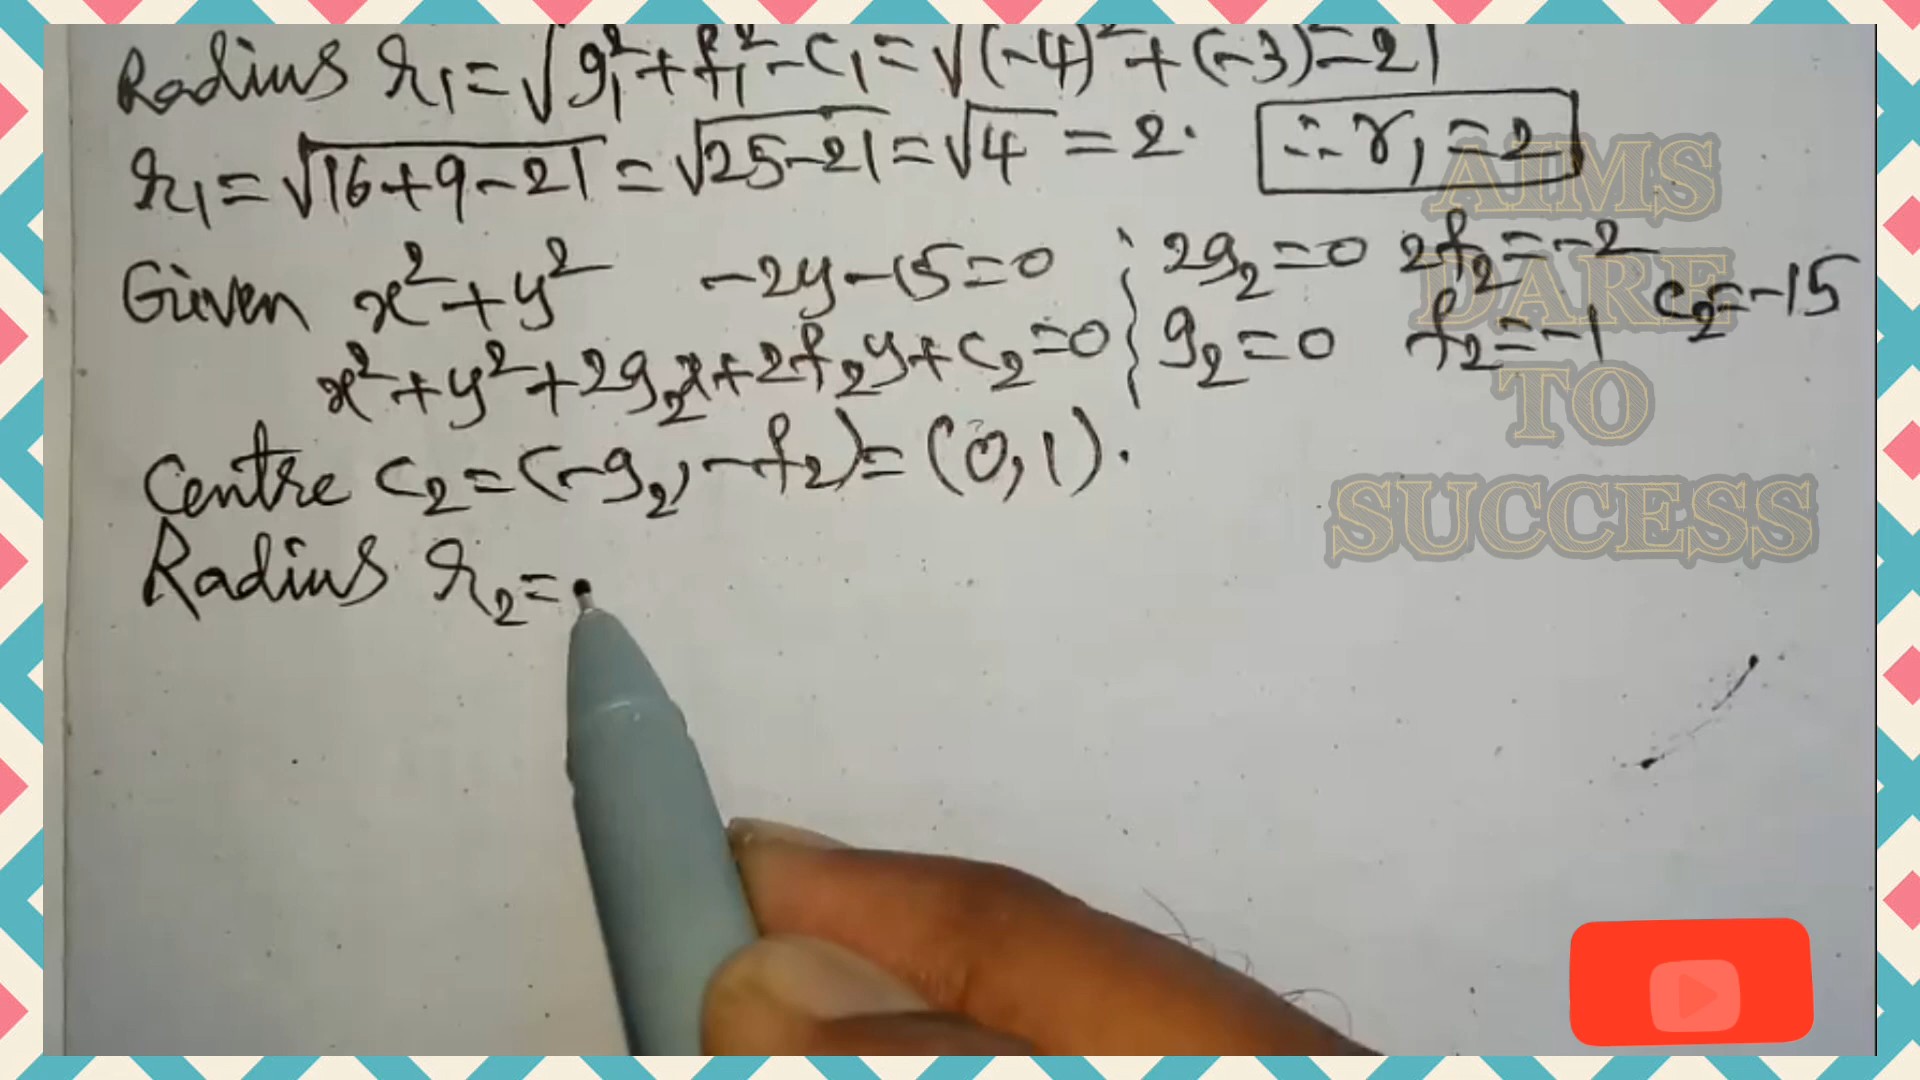 Radius r₁ = √g₁²+f₁²-c₁ = √(-4)²+(-3)²-21
r₁ = √16+9-21 = √25-21 = √4 = 2. ∴ r₁ = 2
Given x²+y² -2y-15=0 } 2g₂=0 2f₂=-2
x²+y²+2g₂x+2f₂y+c₂=0 } g₂=0 f₂=-1 c₂=-15
Centre c₂ = (-g₂, -f₂) = (0,1).
Radius r₂ =
AIMS
DARE
TO
SUCCESS